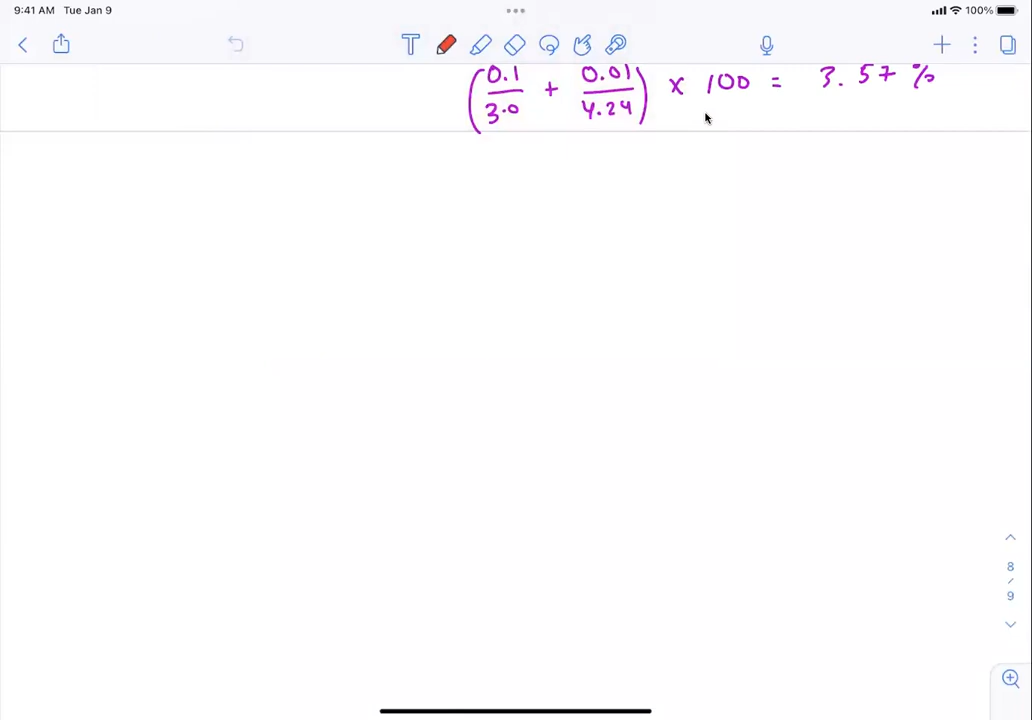 9:41 AM Tue Jan 9
100%
(0.1/3.0 + 0.01/4.24) x 100 = 3.57 %
T
8
/
9